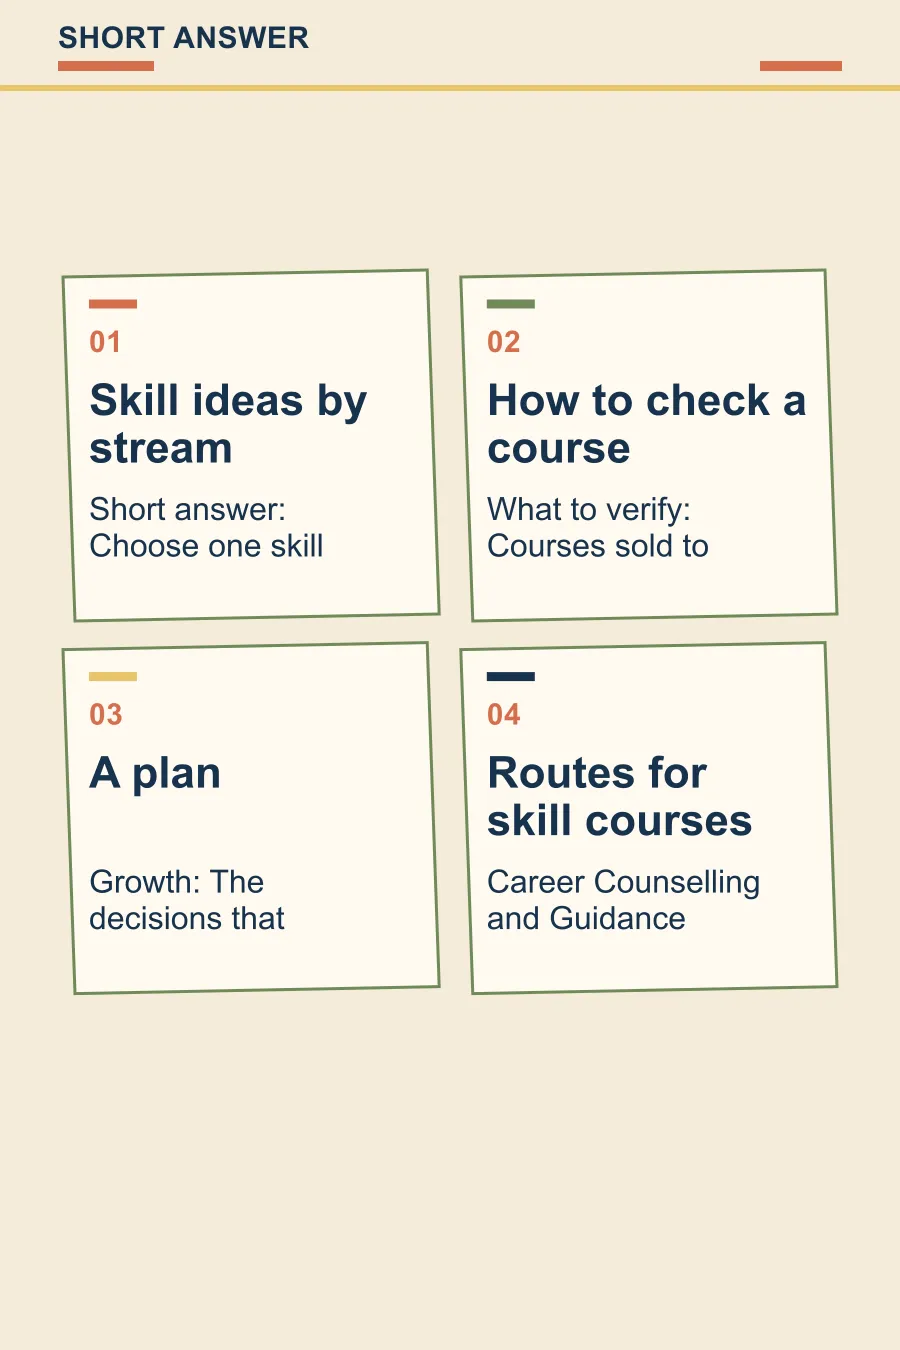 SHORT ANSWER
01
Skill ideas by
stream
Short answer:
Choose one skill
02
How to check a
course
What to verify:
Courses sold to
03
A plan
Growth: The
decisions that
04
Routes for
skill courses
Career Counselling
and Guidance